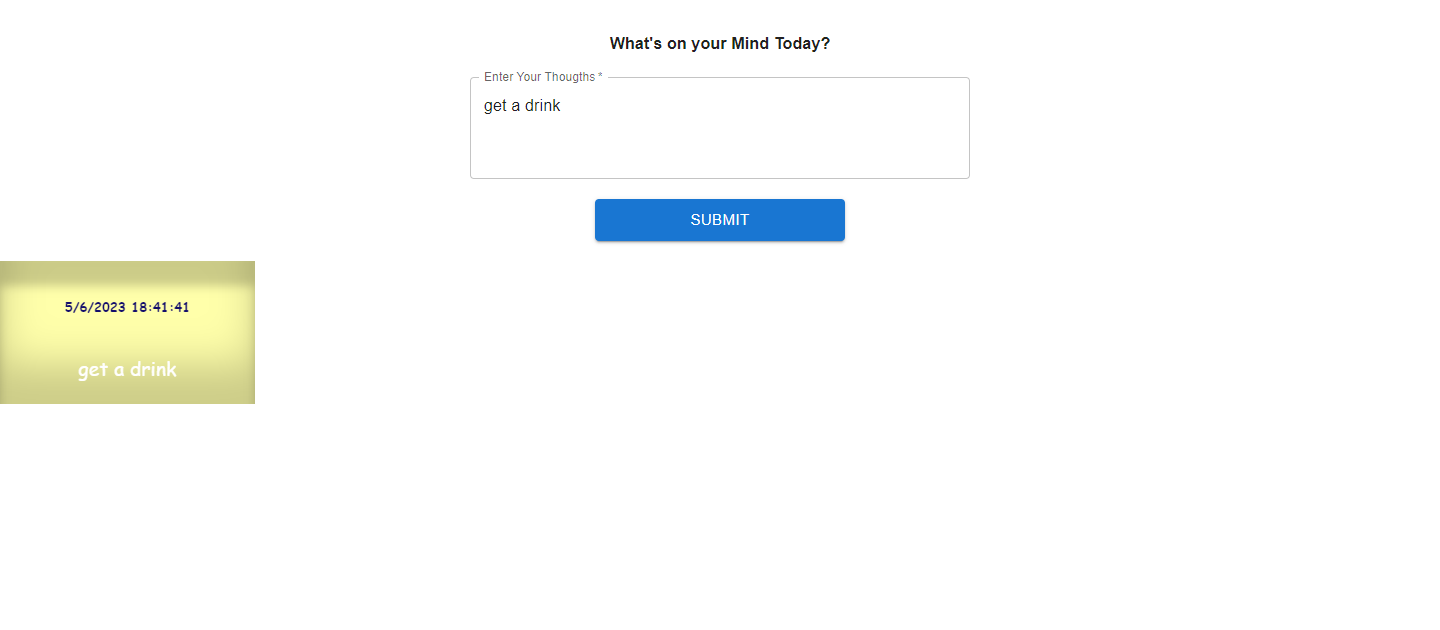 What's on your Mind Today?
Enter Your Thougths *
get a drink
SUBMIT
5/6/2023 18:41:41
get a drink